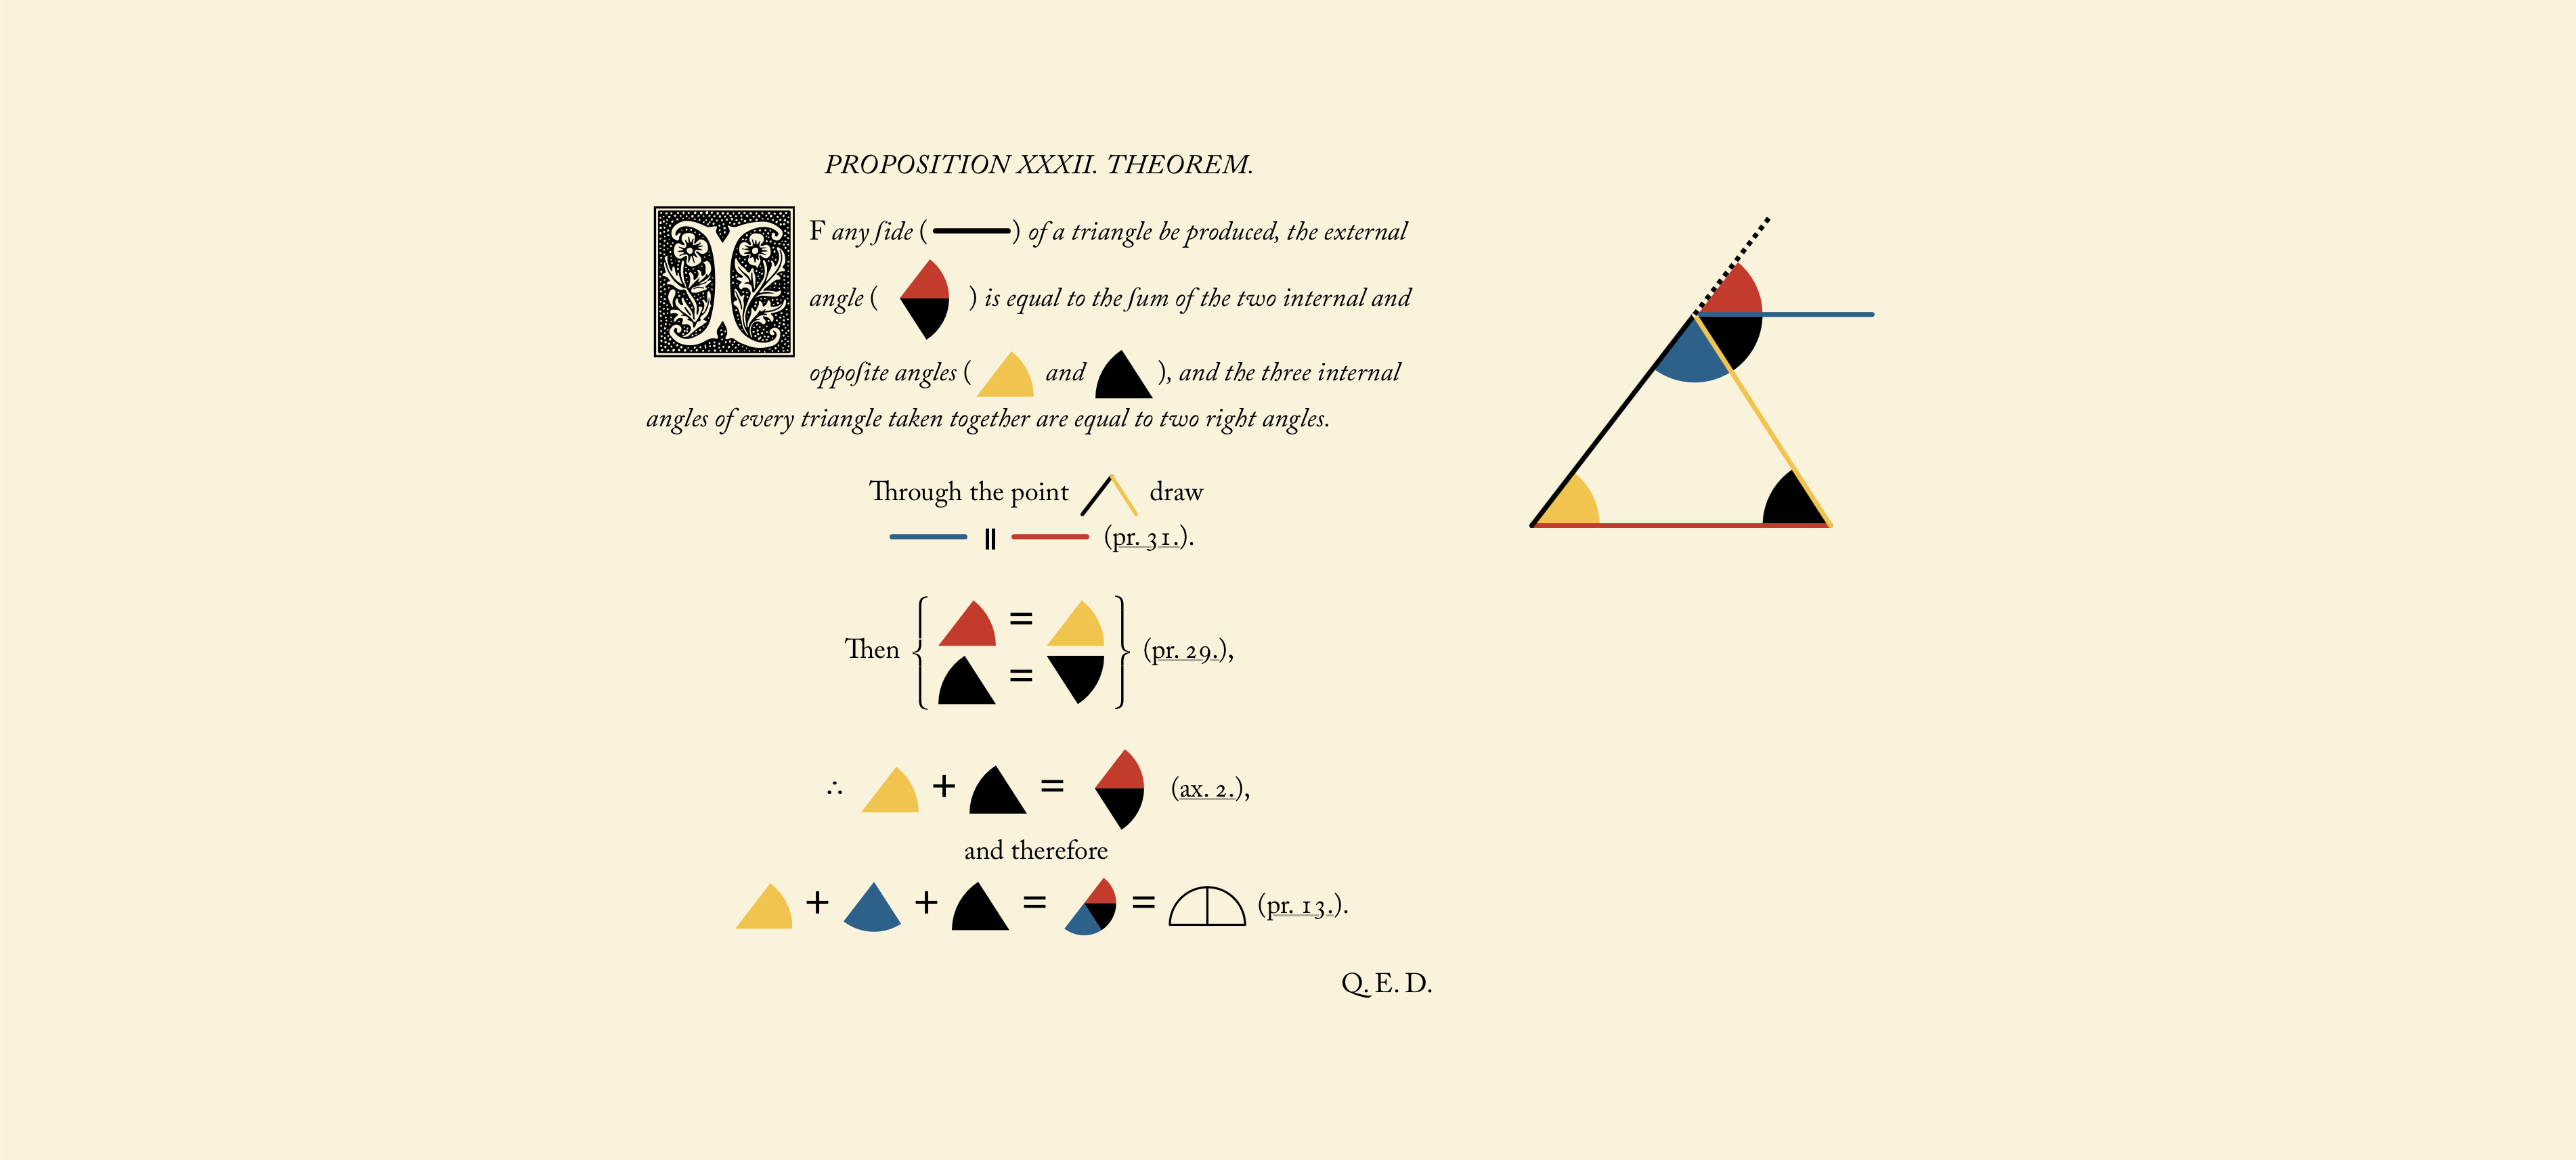 PROPOSITION XXXII. THEOREM.
IF any ſide ( ) of a triangle be produced, the external
angle ( ) is equal to the ſum of the two internal and
oppoſite angles ( and ), and the three internal
angles of every triangle taken together are equal to two right angles.
Through the point draw
∥ (pr. 31.).
Then { = = } (pr. 29.),
∴ + = (ax. 2.),
and therefore
+ + = = (pr. 13.).
Q. E. D.